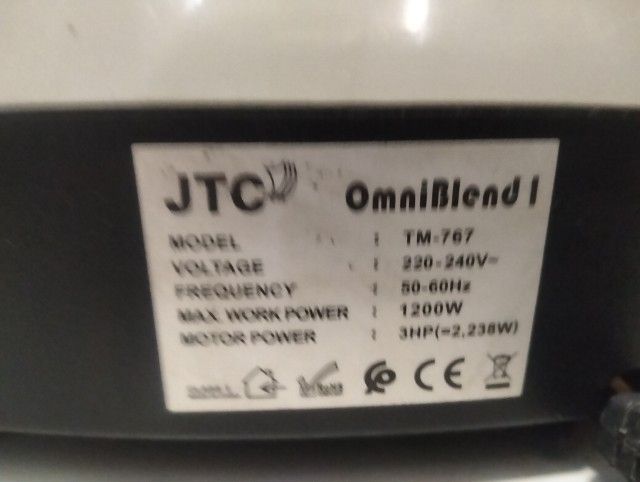 JTC OmniBlend I
MODEL : TM-767
VOLTAGE : 220-240V~
FREQUENCY : 50-60Hz
MAX. WORK POWER : 1200W
MOTOR POWER : 3HP(=2,238W)
CE